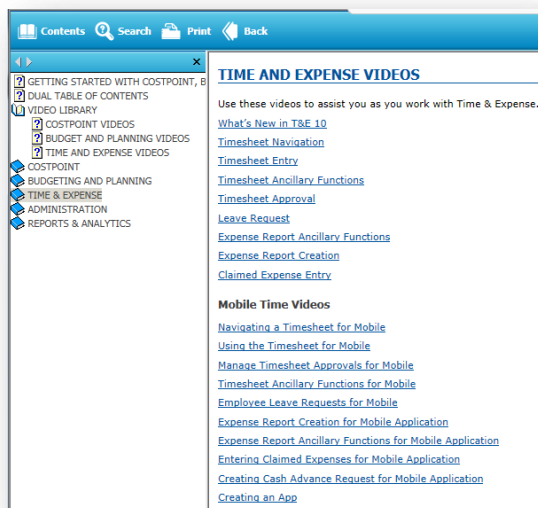 Contents Search Print Back
GETTING STARTED WITH COSTPOINT, B
DUAL TABLE OF CONTENTS
VIDEO LIBRARY
COSTPOINT VIDEOS
BUDGET AND PLANNING VIDEOS
TIME AND EXPENSE VIDEOS
COSTPOINT
BUDGETING AND PLANNING
TIME & EXPENSE
ADMINISTRATION
REPORTS & ANALYTICS
TIME AND EXPENSE VIDEOS
Use these videos to assist you as you work with Time & Expense.
What's New in T&E 10
Timesheet Navigation
Timesheet Entry
Timesheet Ancillary Functions
Timesheet Approval
Leave Request
Expense Report Ancillary Functions
Expense Report Creation
Claimed Expense Entry
Mobile Time Videos
Navigating a Timesheet for Mobile
Using the Timesheet for Mobile
Manage Timesheet Approvals for Mobile
Timesheet Ancillary Functions for Mobile
Employee Leave Requests for Mobile
Expense Report Creation for Mobile Application
Expense Report Ancillary Functions for Mobile Application
Entering Claimed Expenses for Mobile Application
Creating Cash Advance Request for Mobile Application
Creating an App